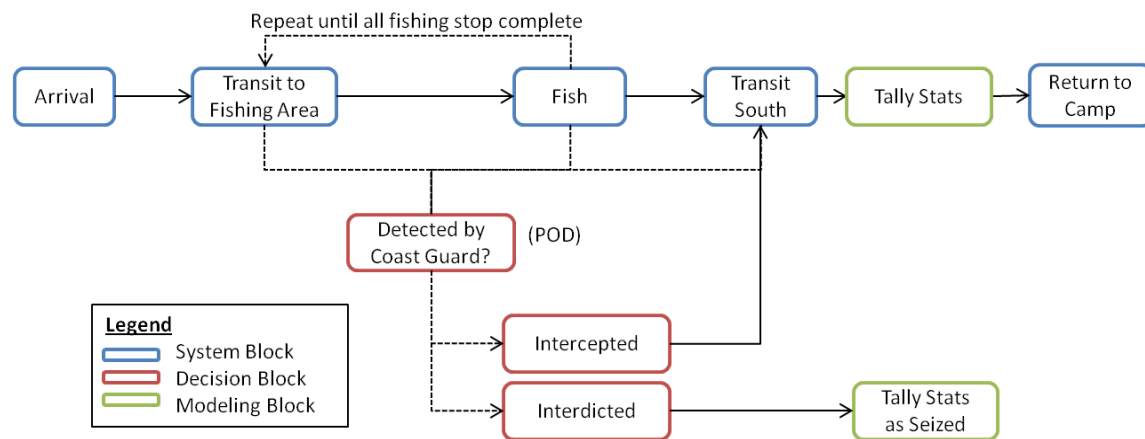 Repeat until all fishing stop complete
Arrival
Transit to
Fishing Area
Fish
Transit
South
Tally Stats
Return to
Camp
Detected by
Coast Guard?
(POD)
Intercepted
Interdicted
Tally Stats
as Seized
Legend
System Block
Decision Block
Modeling Block